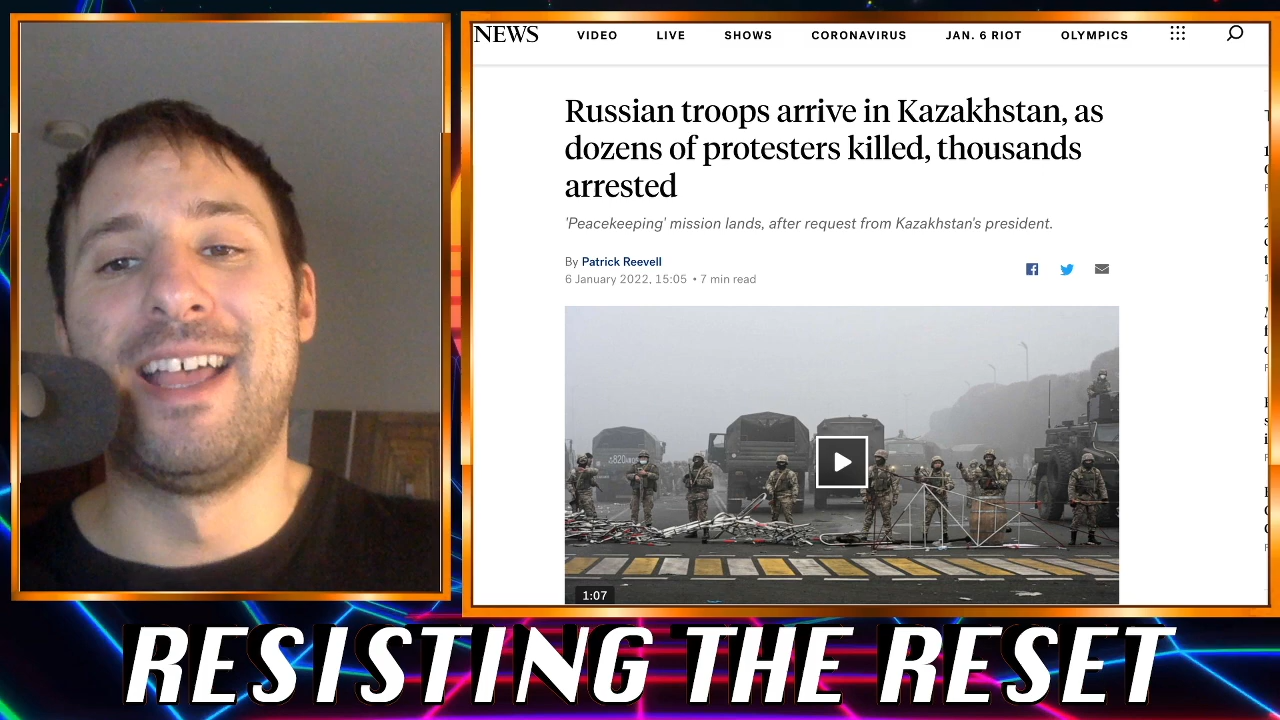 NEWS VIDEO LIVE SHOWS CORONAVIRUS JAN. 6 RIOT OLYMPICS
Russian troops arrive in Kazakhstan, as
dozens of protesters killed, thousands
arrested
'Peacekeeping' mission lands, after request from Kazakhstan's president.
By Patrick Reevell
6 January 2022, 15:05 • 7 min read
1:07
RESISTING THE RESET